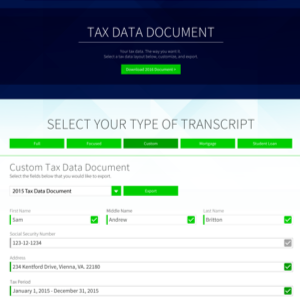 TAX DATA DOCUMENT
Your tax data. The way you want it.
Select a tax data layout below, customize, and export.
Download 2016 Document >
SELECT YOUR TYPE OF TRANSCRIPT
Full
Focused
Custom
Mortgage
Student Loan
Custom Tax Data Document
Select the fields below that you would like to export.
2015 Tax Data Document
Export
First Name
Middle Name
Last Name
Sam
Andrew
Britton
Social Security Number
123-12-1234
Address
234 Kentford Drive, Vienna, VA. 22180
Tax Period
January 1, 2015 - December 31, 2015